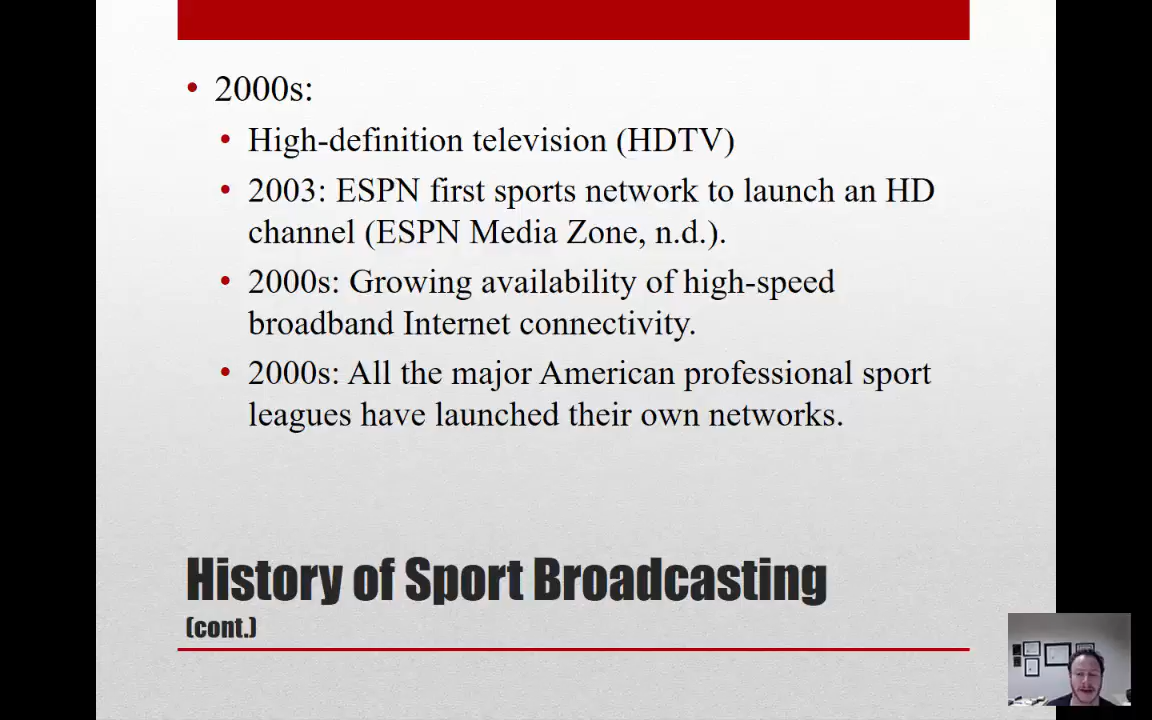 2000s:
High-definition television (HDTV)
2003: ESPN first sports network to launch an HD
channel (ESPN Media Zone, n.d.).
2000s: Growing availability of high-speed
broadband Internet connectivity.
2000s: All the major American professional sport
leagues have launched their own networks.
History of Sport Broadcasting
(cont.)